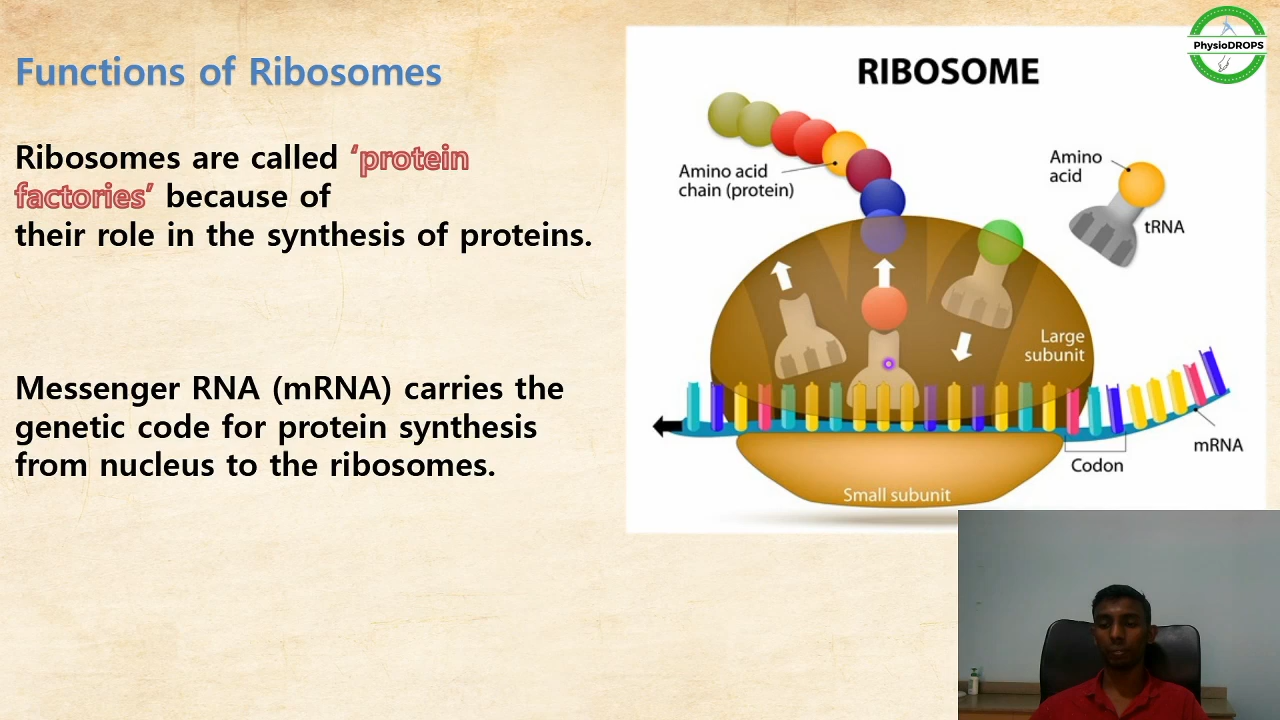 Functions of Ribosomes
Ribosomes are called ‘protein
factories’ because of
their role in the synthesis of proteins.
Messenger RNA (mRNA) carries the
genetic code for protein synthesis
from nucleus to the ribosomes.
PhysioDROPS
RIBOSOME
Amino acid
chain (protein)
Amino
acid
tRNA
Large
subunit
mRNA
Codon
Small subunit